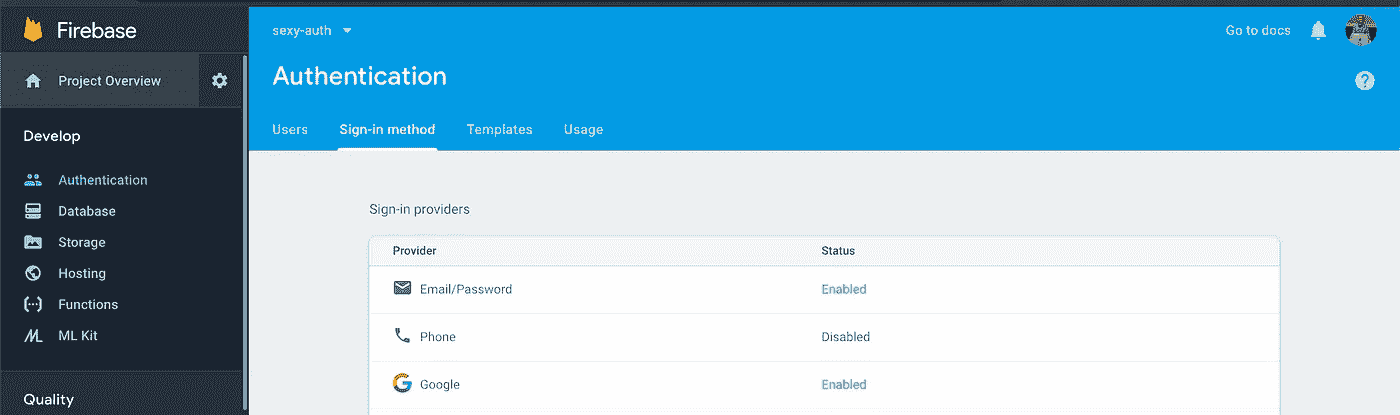 Firebase
Project Overview
Develop
Authentication
Database
Storage
Hosting
Functions
ML Kit
Quality
sexy-auth
Go to docs
Authentication
?
Users
Sign-in method
Templates
Usage
Sign-in providers
Provider Status
Email/Password Enabled
Phone Disabled
Google Enabled